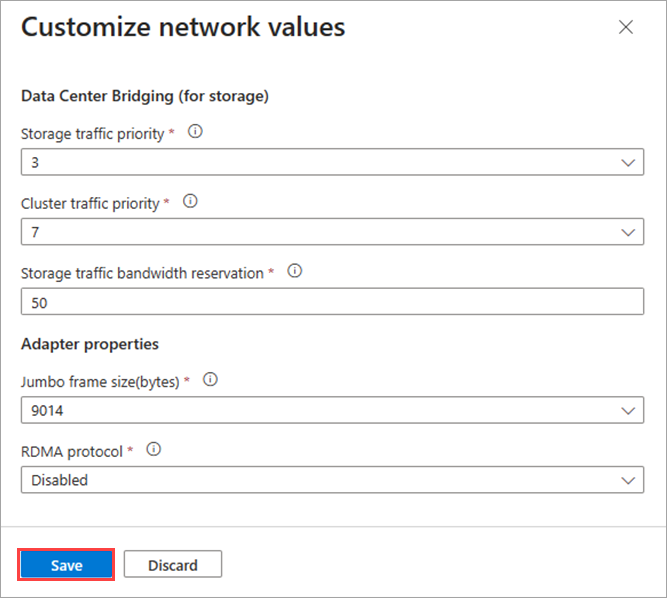 Customize network values
Data Center Bridging (for storage)
Storage traffic priority *
3
Cluster traffic priority *
7
Storage traffic bandwidth reservation *
50
Adapter properties
Jumbo frame size(bytes) *
9014
RDMA protocol *
Disabled
Save Discard